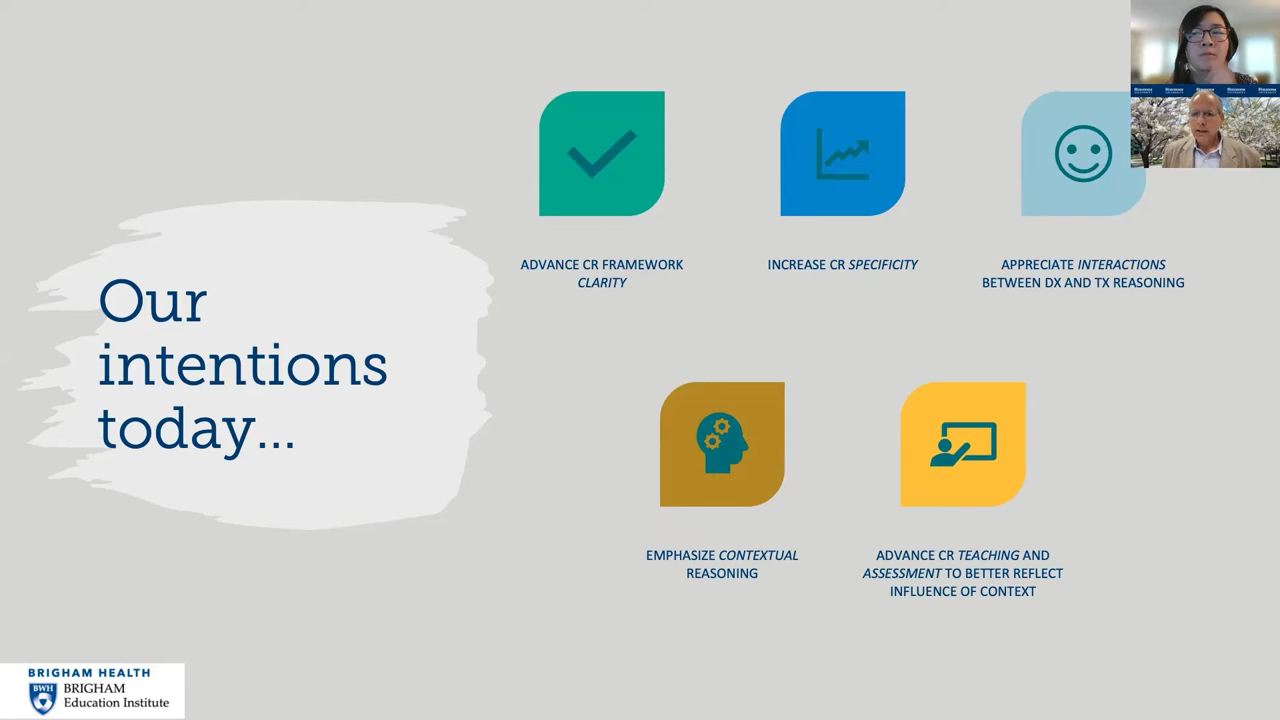 Our
intentions
today...
ADVANCE CR FRAMEWORK
CLARITY
INCREASE CR SPECIFICITY
APPRECIATE INTERACTIONS
BETWEEN DX AND TX REASONING
EMPHASIZE CONTEXTUAL
REASONING
ADVANCE CR TEACHING AND
ASSESSMENT TO BETTER REFLECT
INFLUENCE OF CONTEXT
BRIGHAM HEALTH
BWH
BRIGHAM
Education Institute